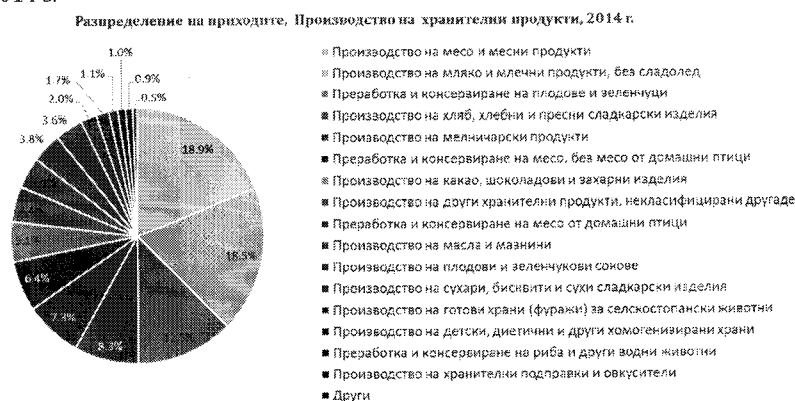 Разпределение на приходите, Производство на хранителни продукти, 2014 г.
1.0%
1.1%
0.9%
1.7%
0.5%
2.0%
3.6%
3.8%
18.9%
18.5%
6.4%
7.3%
8.3%
Производство на месо и месни продукти
Производство на мляко и млечни продукти, без сладолед
Преработка и консервиране на плодове и зеленчуци
Производство на хляб, хлебни и пресни сладкарски изделия
Производство на мелничарски продукти
Преработка и консервиране на месо, без месо от домашни птици
Производство на какао, шоколадови и захарни изделия
Производство на други хранителни продукти, некласифицирани другаде
Преработка и консервиране на месо от домашни птици
Производство на масла и мазнини
Производство на плодови и зеленчукови сокове
Производство на сухари, бисквити и сухи сладкарски изделия
Производство на готови храни (фуражи) за селскостопански животни
Производство на детски, диетични и други хомогенизирани храни
Преработка и консервиране на риба и други водни животни
Производство на хранителни подправки и овкусители
Други